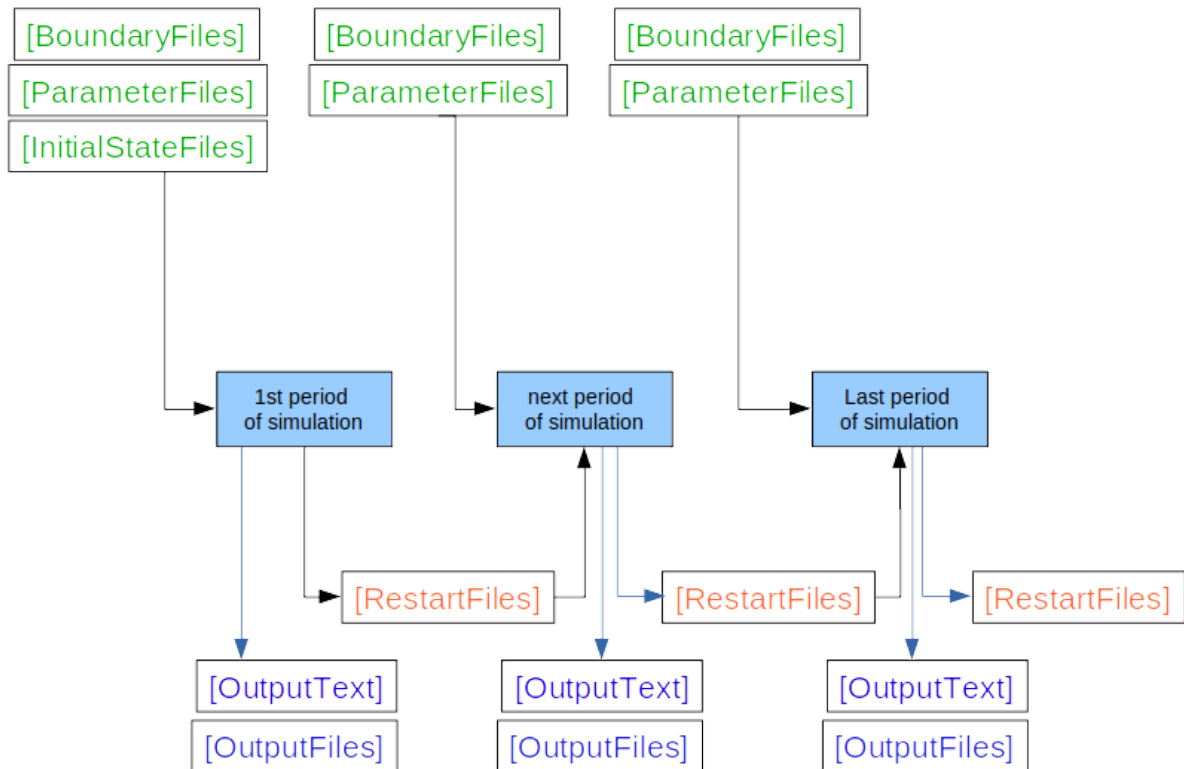 [BoundaryFiles]
[BoundaryFiles]
[BoundaryFiles]
[ParameterFiles]
[ParameterFiles]
[ParameterFiles]
[InitialStateFiles]
1st period
of simulation
next period
of simulation
Last period
of simulation
[RestartFiles]
[RestartFiles]
[RestartFiles]
[OutputText]
[OutputText]
[OutputText]
[OutputFiles]
[OutputFiles]
[OutputFiles]